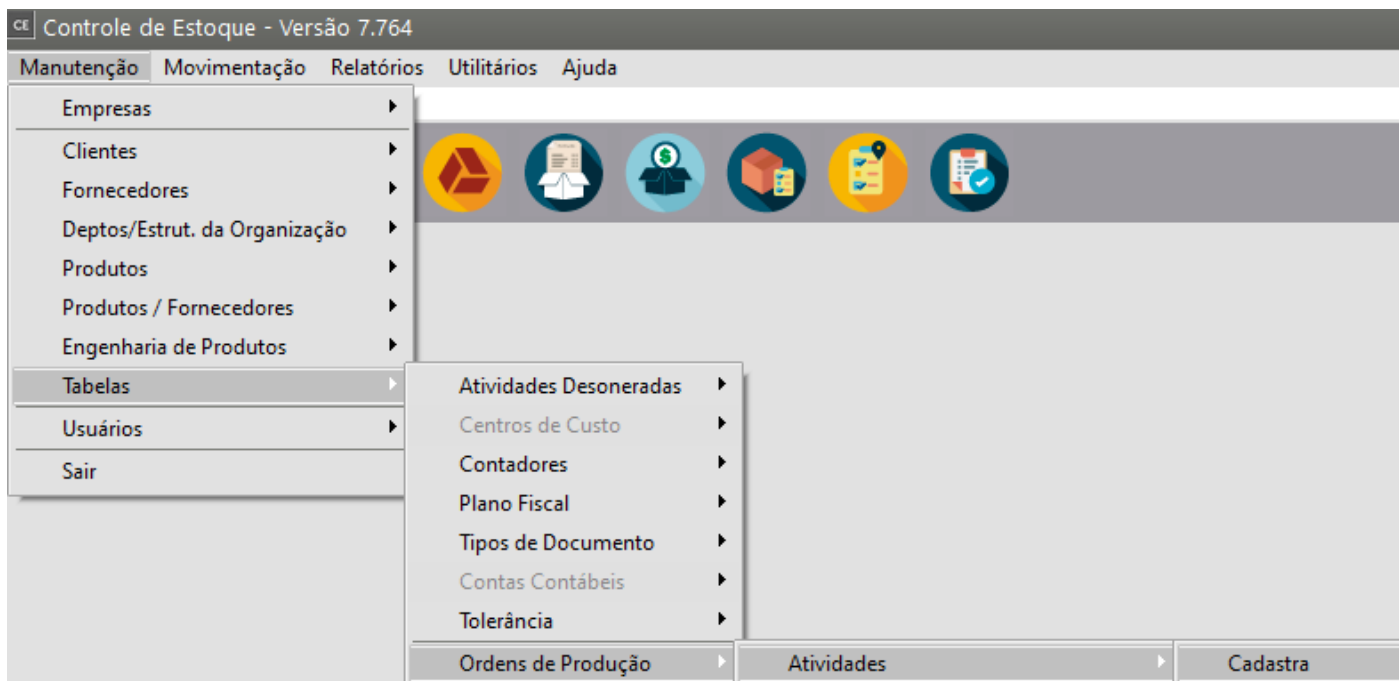 CE Controle de Estoque - Versão 7.764
Manutenção Movimentação Relatórios Utilitários Ajuda
Empresas
Clientes
Fornecedores
Deptos/Estrut. da Organização
Produtos
Produtos / Fornecedores
Engenharia de Produtos
Tabelas
Usuários
Sair
Atividades Desoneradas
Centros de Custo
Contadores
Plano Fiscal
Tipos de Documento
Contas Contábeis
Tolerância
Ordens de Produção
Atividades
Cadastra